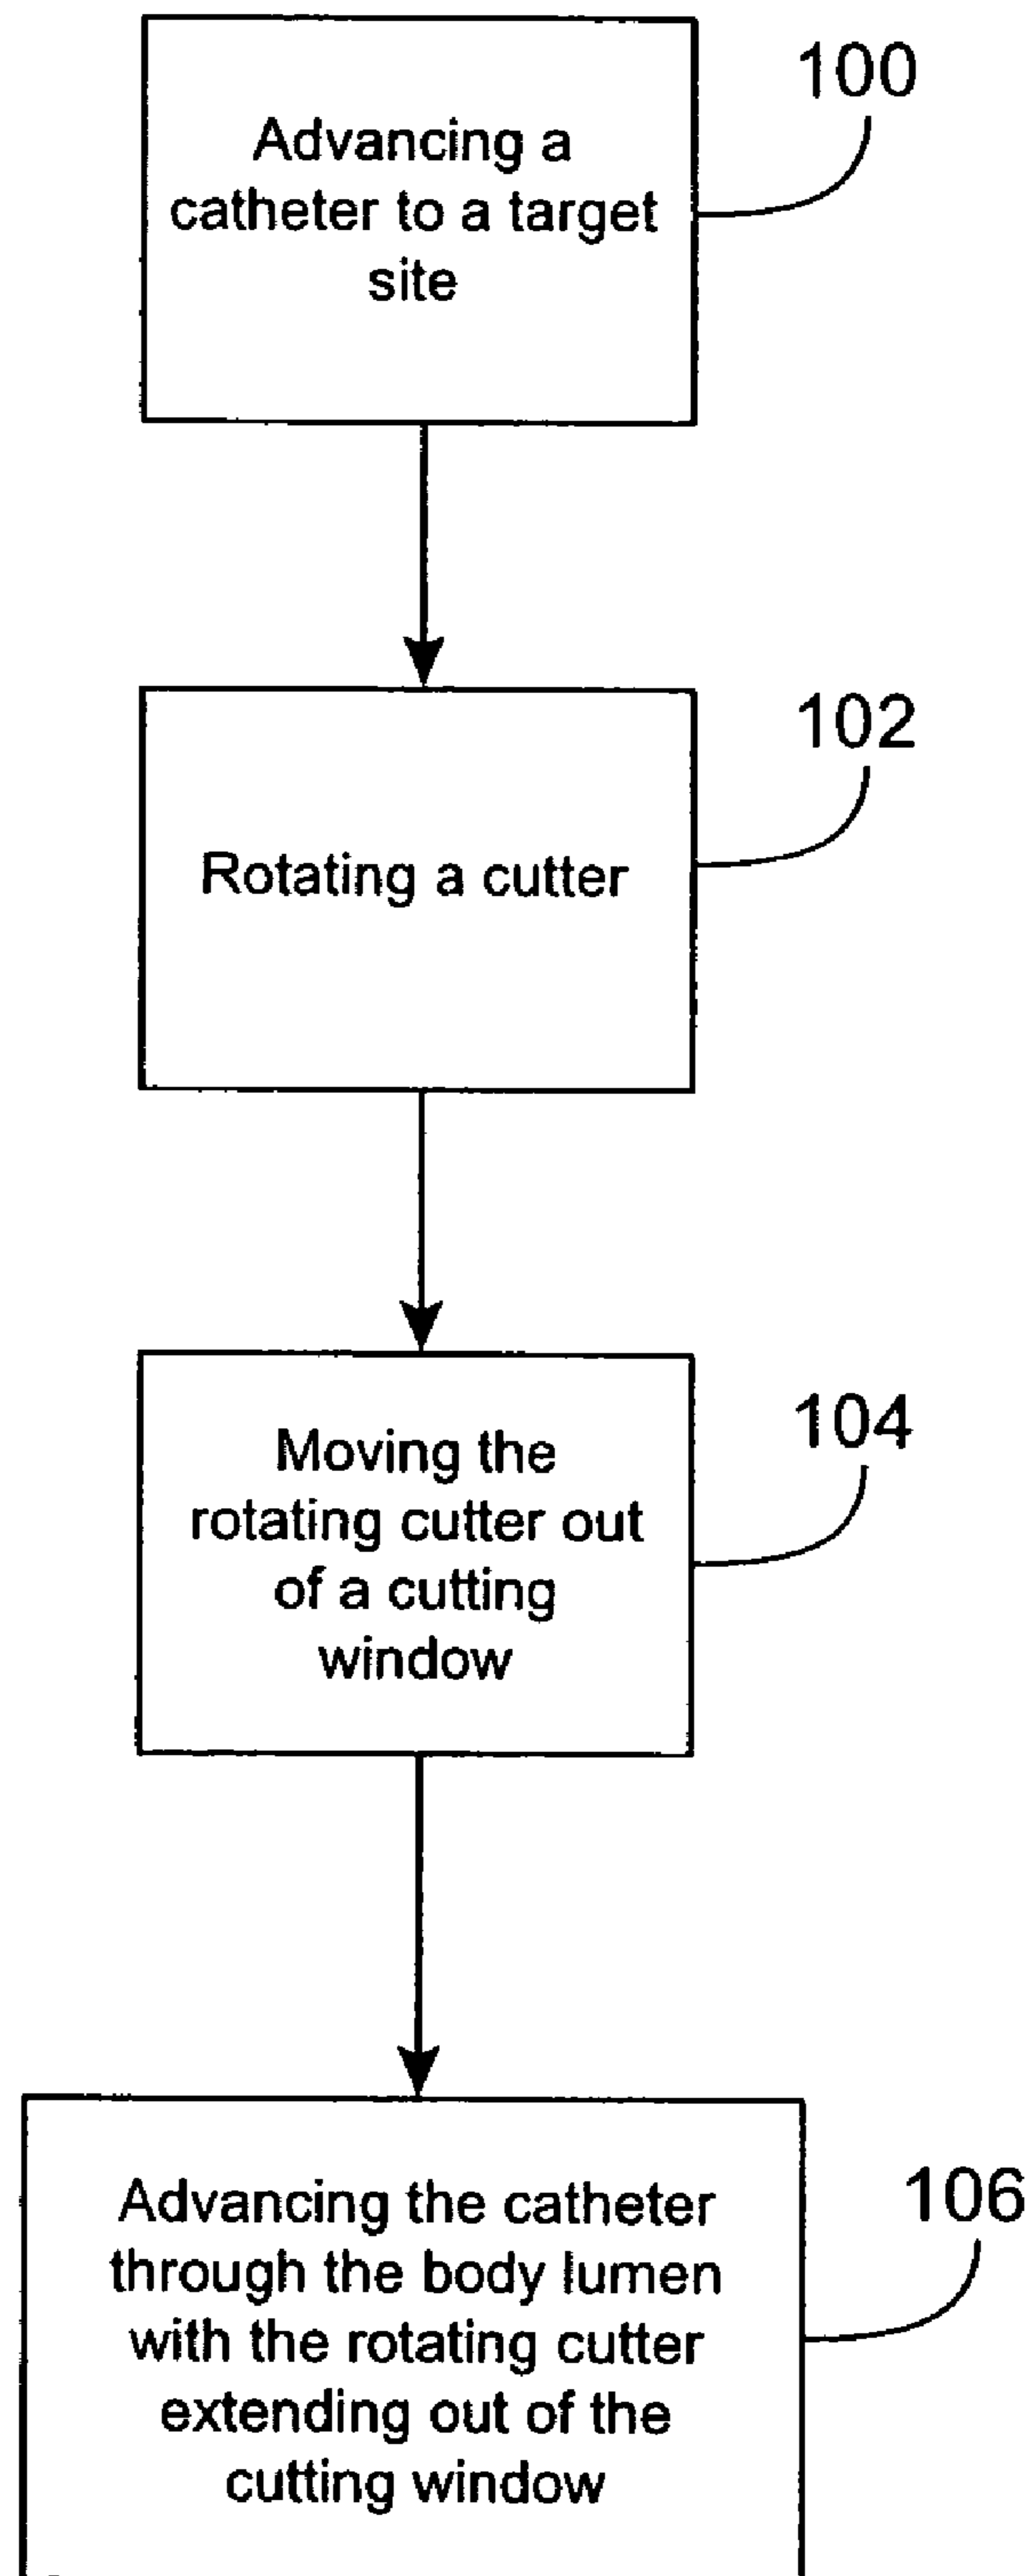 100
Advancing a
catheter to a target
site
102
Rotating a cutter
104
Moving the
rotating cutter out
of a cutting
window
106
Advancing the catheter
through the body lumen
with the rotating cutter
extending out of the
cutting window